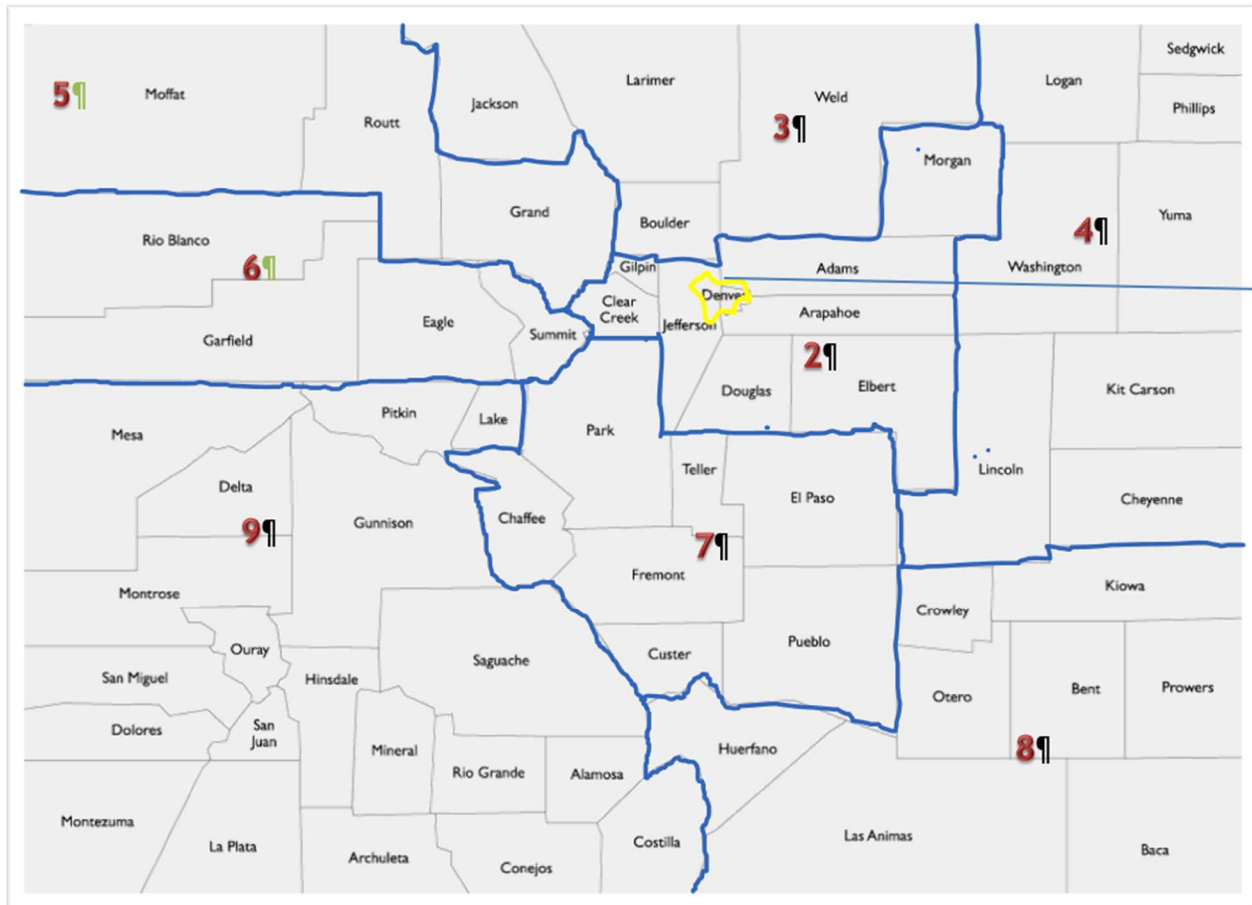 Sedgwick
Larimer
Logan
5¶
Moffat
Weld
Jackson
Phillips
Routt
3¶
Morgan
Grand
Yuma
Boulder
4¶
Rio Blanco
6¶
Gilpin
Adams
Washington
Denver
Clear
Creek
Arapahoe
Eagle
Jefferson
Summit
Garfield
2¶
Douglas
Elbert
Kit Carson
Pitkin
Lake
Park
Mesa
Teller
Lincoln
Delta
El Paso
Cheyenne
Chaffee
Gunnison
9¶
7¶
Fremont
Kiowa
Montrose
Crowley
Ouray
Custer
Pueblo
Saguache
San Miguel
Hinsdale
Otero
Bent
Prowers
Dolores
San
Juan
Mineral
Huerfano
8¶
Rio Grande
Alamosa
Montezuma
La Plata
Costilla
Las Animas
Archuleta
Conejos
Baca